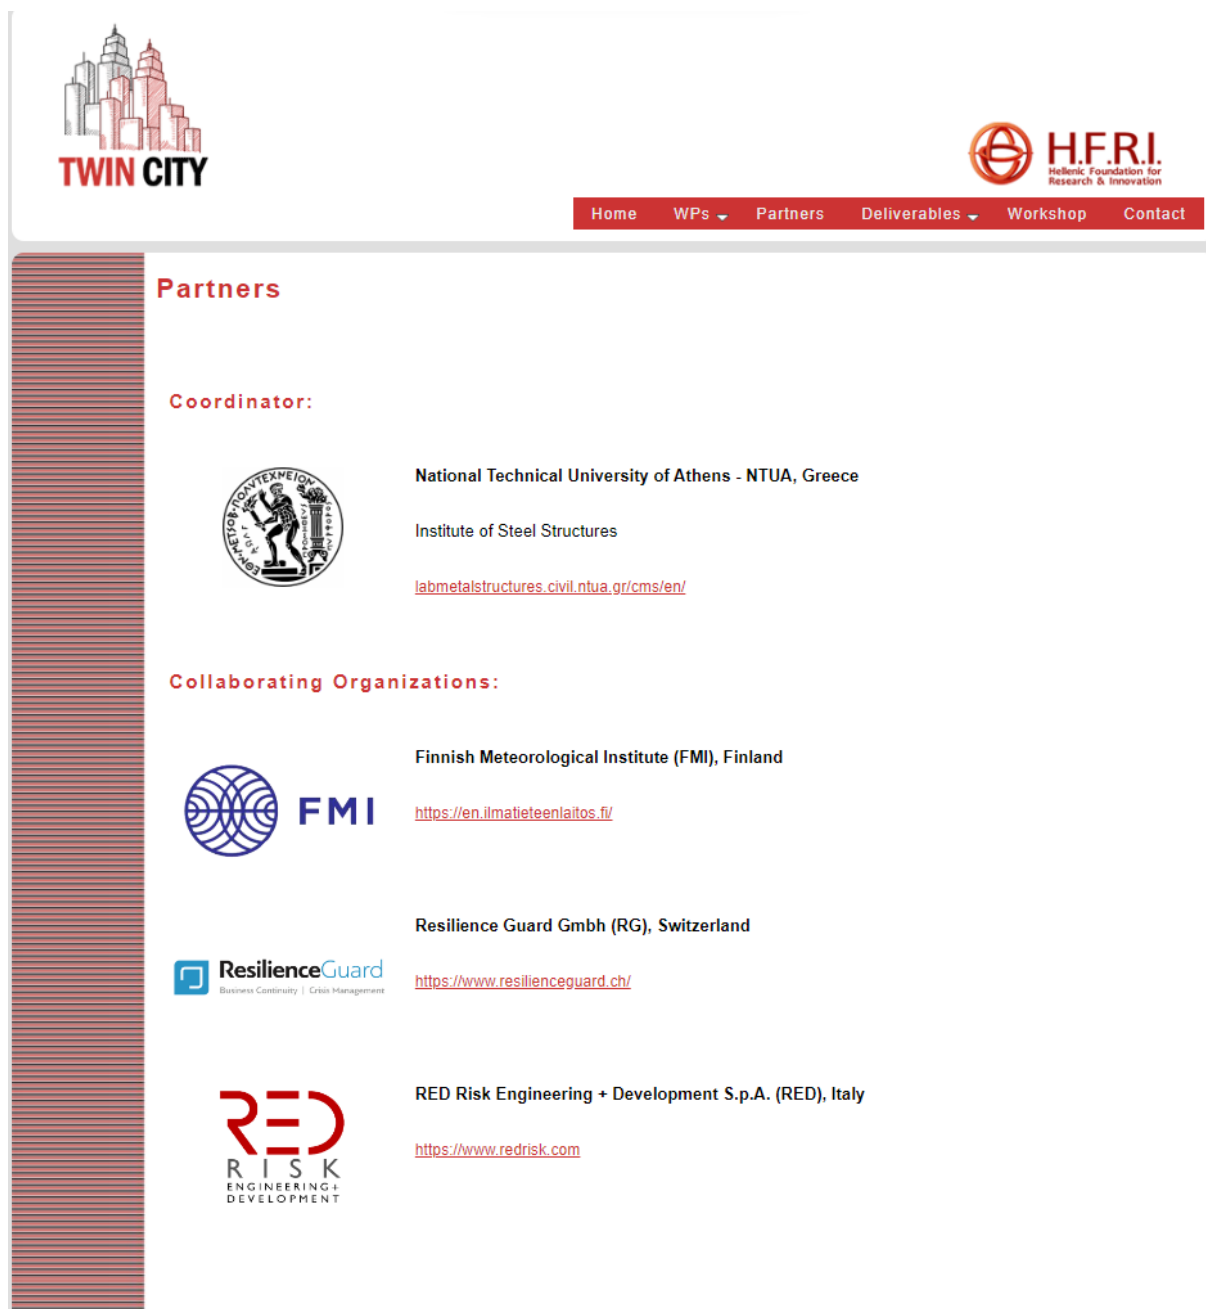 TWIN CITY
H.F.R.I.
Hellenic Foundation for
Research & Innovation
Home WPs Partners Deliverables Workshop Contact
Partners
Coordinator:
ΕΘΝ·ΜΕΤΣΟΒ·ΠΟΛΥΤΕΧΝΕΙΟΝ
National Technical University of Athens - NTUA, Greece
Institute of Steel Structures
labmetalstructures.civil.ntua.gr/cms/en/
Collaborating Organizations:
FMI
Finnish Meteorological Institute (FMI), Finland
https://en.ilmatieteenlaitos.fi/
ResilienceGuard
Business Continuity | Crisis Management
Resilience Guard Gmbh (RG), Switzerland
https://www.resilienceguard.ch/
RED
RISK
ENGINEERING+
DEVELOPMENT
RED Risk Engineering + Development S.p.A. (RED), Italy
https://www.redrisk.com